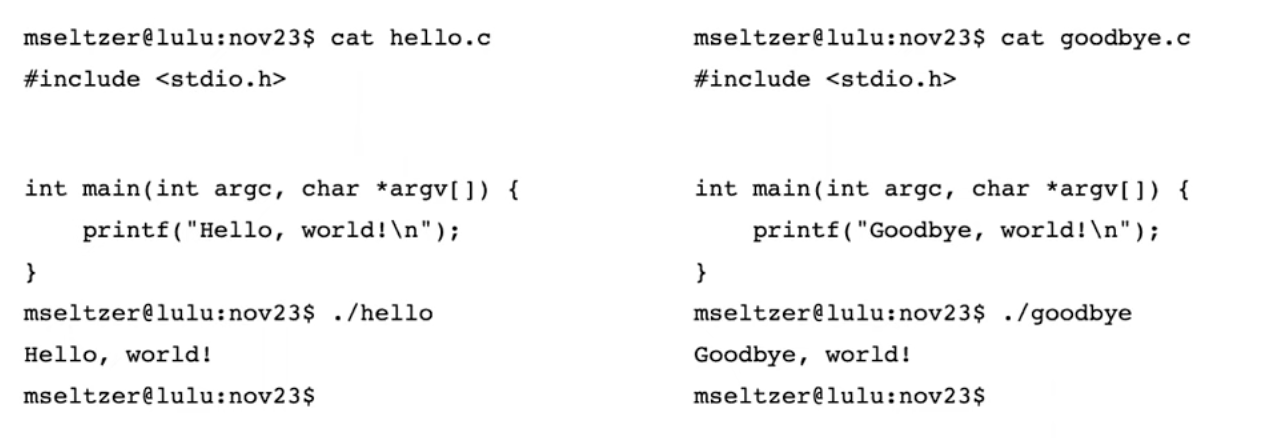 mseltzer@lulu:nov23$ cat hello.c
#include <stdio.h>
int main(int argc, char *argv[]) {
    printf("Hello, world!\n");
}
mseltzer@lulu:nov23$ ./hello
Hello, world!
mseltzer@lulu:nov23$
mseltzer@lulu:nov23$ cat goodbye.c
#include <stdio.h>
int main(int argc, char *argv[]) {
    printf("Goodbye, world!\n");
}
mseltzer@lulu:nov23$ ./goodbye
Goodbye, world!
mseltzer@lulu:nov23$